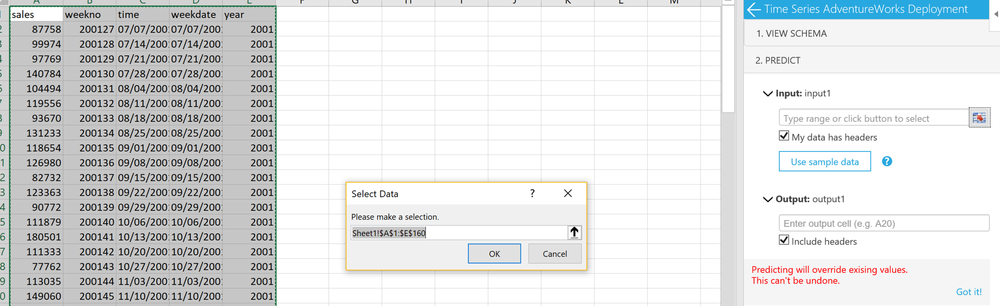 A B C D E F G H I J K L M
sales weekno time weekdate year
87758 200127 07/07/200 07/07/200 2001
99974 200128 07/14/200 07/14/200 2001
97769 200129 07/21/200 07/21/200 2001
140784 200130 07/28/200 07/28/200 2001
104494 200131 08/04/200 08/04/200 2001
119556 200132 08/11/200 08/11/200 2001
93670 200133 08/18/200 08/18/200 2001
131233 200134 08/25/200 08/25/200 2001
118654 200135 09/01/200 09/01/200 2001
126980 200136 09/08/200 09/08/200 2001
82732 200137 09/15/200 09/15/200 2001
123363 200138 09/22/200 09/22/200 2001
90772 200139 09/29/200 09/29/200 2001
111879 200140 10/06/200 10/06/200 2001
180501 200141 10/13/200 10/13/200 2001
111333 200142 10/20/200 10/20/200 2001
77762 200143 10/27/200 10/27/200 2001
113035 200144 11/03/200 11/03/200 2001
149060 200145 11/10/200 11/10/200 2001
Select Data ?
Please make a selection.
Sheet1!$A$1:$E$160
OK Cancel
Time Series AdventureWorks Deployment
1. VIEW SCHEMA
2. PREDICT
Input: input1
Type range or click button to select
My data has headers
Use sample data ?
Output: output1
Enter output cell (e.g. A20)
Include headers
Predicting will override exising values.
This can't be undone.
Got it!